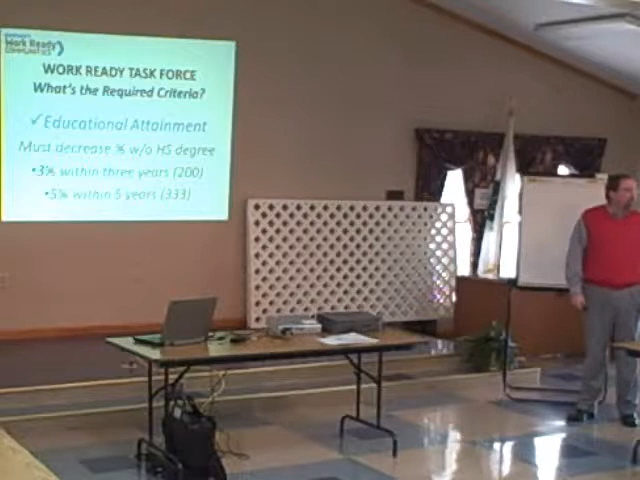 Work Ready
COMMUNITIES
WORK READY TASK FORCE
What's the Required Criteria?
✓Educational Attainment
Must decrease % w/o HS degree
•3% within three years (200)
•5% within 5 years (333)